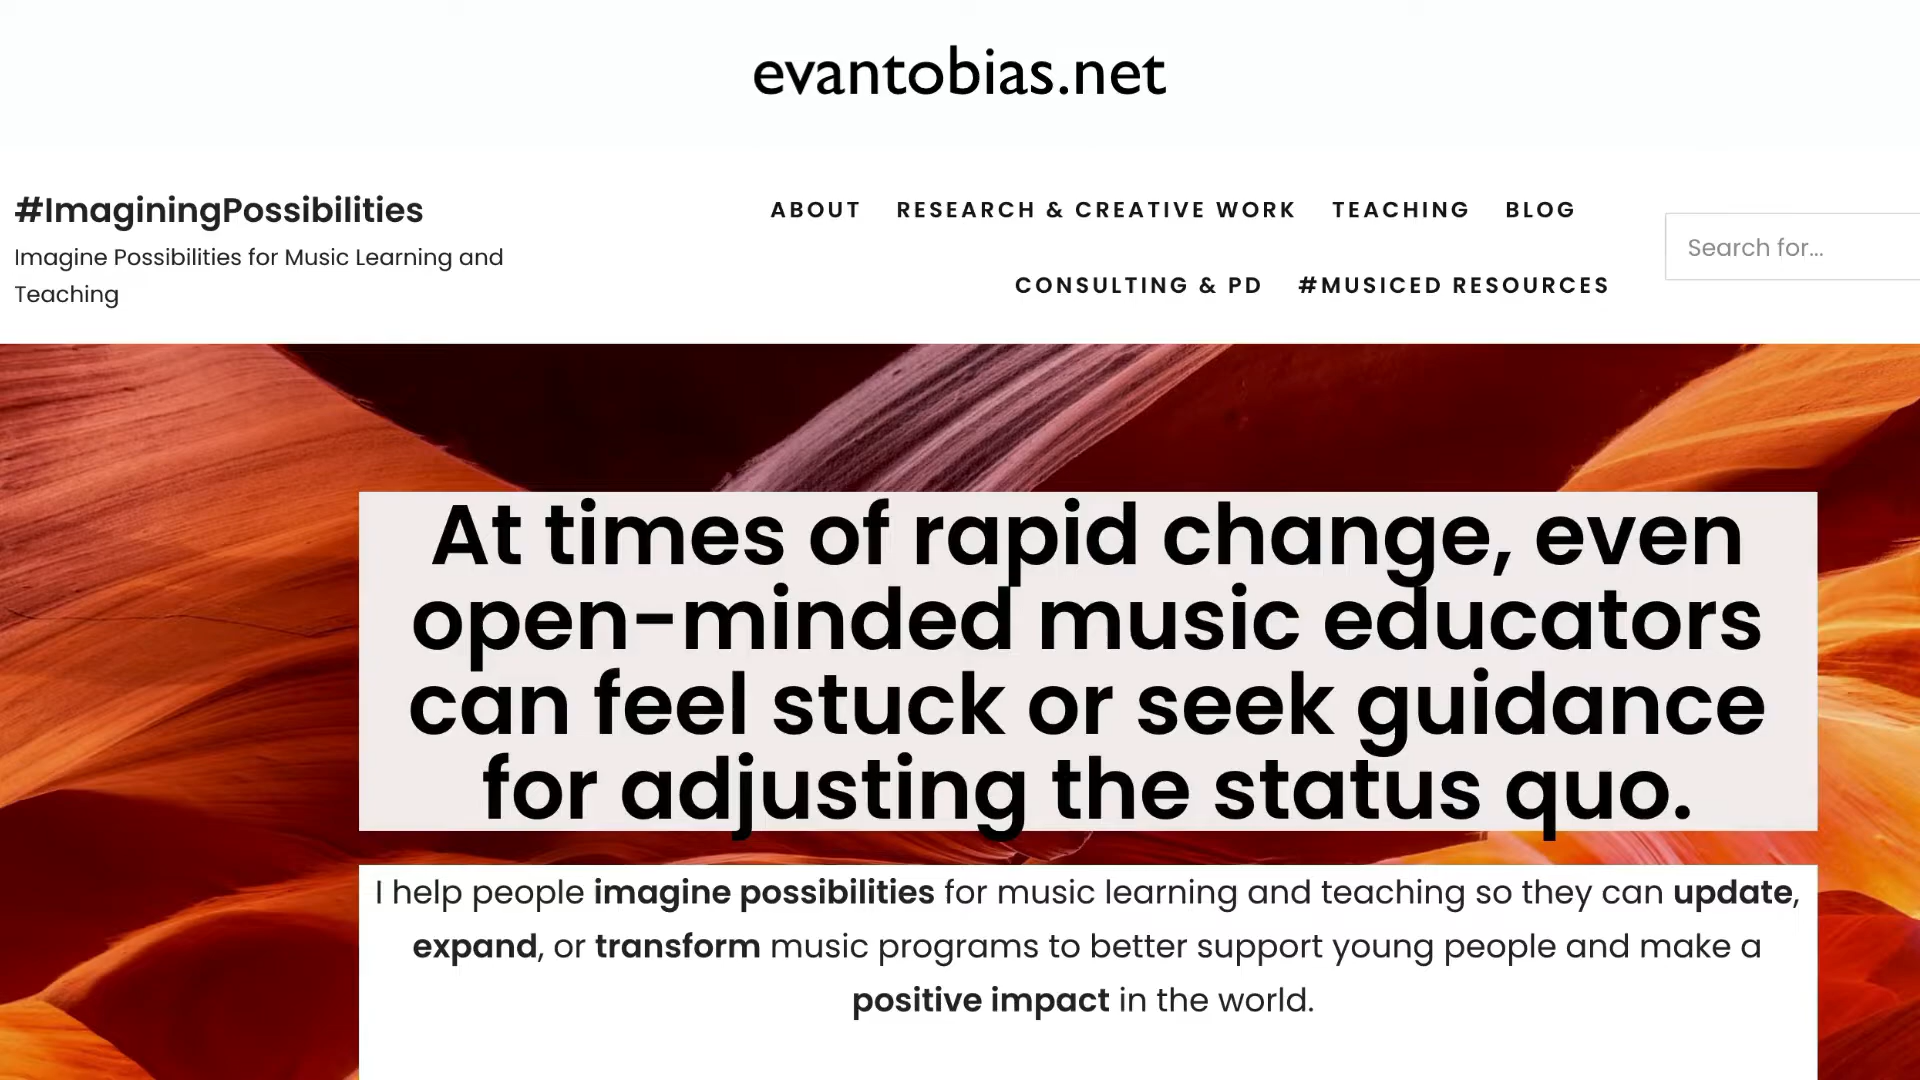 evantobias.net
#ImaginingPossibilities
Imagine Possibilities for Music Learning and
Teaching
ABOUT RESEARCH & CREATIVE WORK TEACHING BLOG
CONSULTING & PD #MUSICED RESOURCES
Search for...
At times of rapid change, even
open-minded music educators
can feel stuck or seek guidance
for adjusting the status quo.
I help people imagine possibilities for music learning and teaching so they can update,
expand, or transform music programs to better support young people and make a
positive impact in the world.